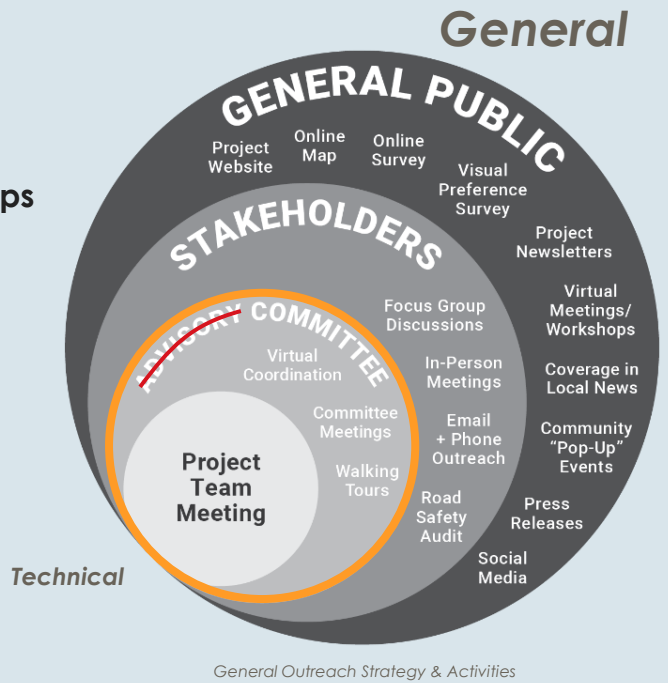 General
GENERAL PUBLIC
Project
Website
Online
Map
Online
Survey
Visual
Preference
Survey
Project
Newsletters
Virtual
Meetings/
Workshops
Coverage in
Local News
Community
“Pop-Up”
Events
Press
Releases
Social
Media
ps
STAKEHOLDERS
Focus Group
Discussions
In-Person
Meetings
Email
+ Phone
Outreach
Road
Safety
Audit
ADVISORY COMMITTEE
Virtual
Coordination
Committee
Meetings
Walking
Tours
Project
Team
Meeting
Technical
General Outreach Strategy & Activities